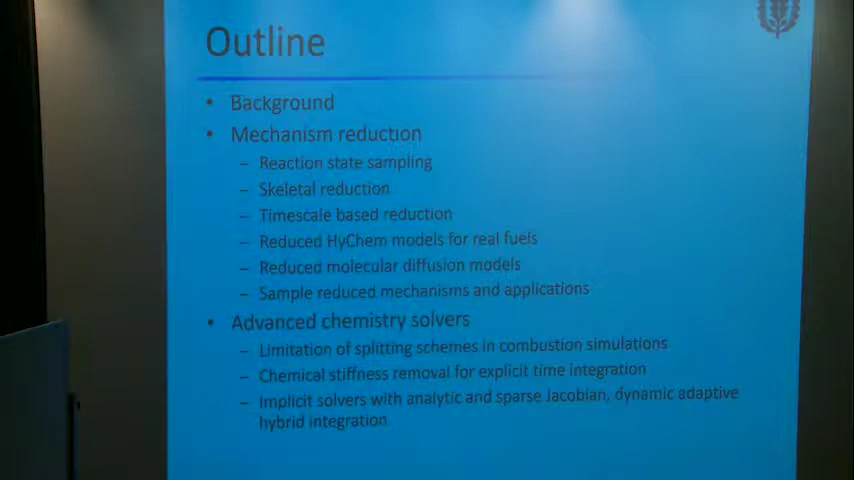 Outline
• Background
• Mechanism reduction
– Reaction state sampling
– Skeletal reduction
– Timescale based reduction
– Reduced HyChem models for real fuels
– Reduced molecular diffusion models
– Sample reduced mechanisms and applications
• Advanced chemistry solvers
– Limitation of splitting schemes in combustion simulations
– Chemical stiffness removal for explicit time integration
– Implicit solvers with analytic and sparse Jacobian, dynamic adaptive
hybrid integration